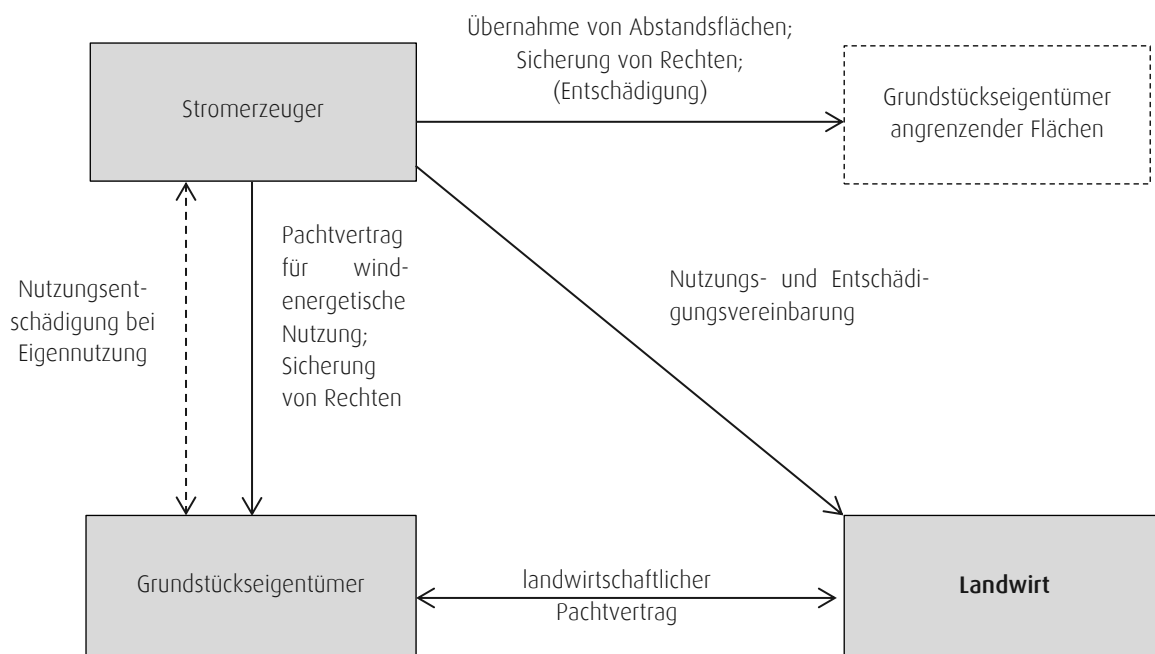 Übernahme von Abstandsflächen;
Sicherung von Rechten;
(Entschädigung)
Stromerzeuger
Grundstückseigentümer
angrenzender Flächen
Pachtvertrag
für wind-
energetische
Nutzung;
Sicherung
von Rechten
Nutzungsent-
schädigung bei
Eigennutzung
Nutzungs- und Entschädi-
gungsvereinbarung
Grundstückseigentümer
landwirtschaftlicher
Pachtvertrag
Landwirt